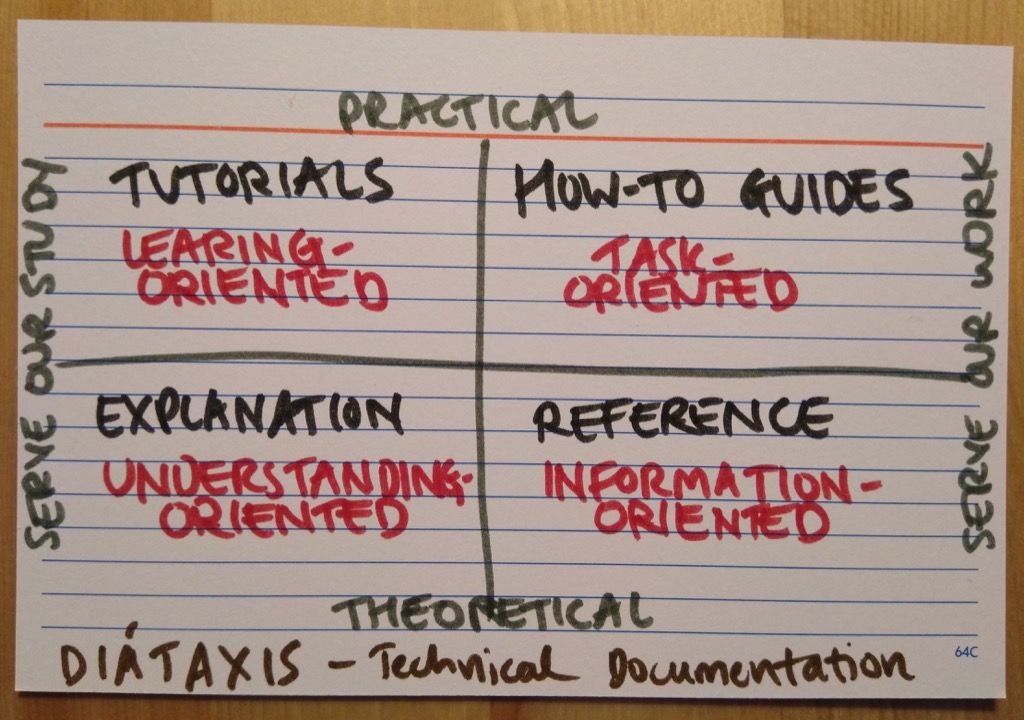 PRACTICAL
SERVE OUR STUDY
TUTORIALS
LEARING-
ORIENTED
HOW-TO GUIDES
TASK-
ORIENTED
SERVE OUR WORK
EXPLANATION
UNDERSTANDING-
ORIENTED
REFERENCE
INFORMATION-
ORIENTED
THEORETICAL
DIÁTAXIS - Technical Documentation
64C